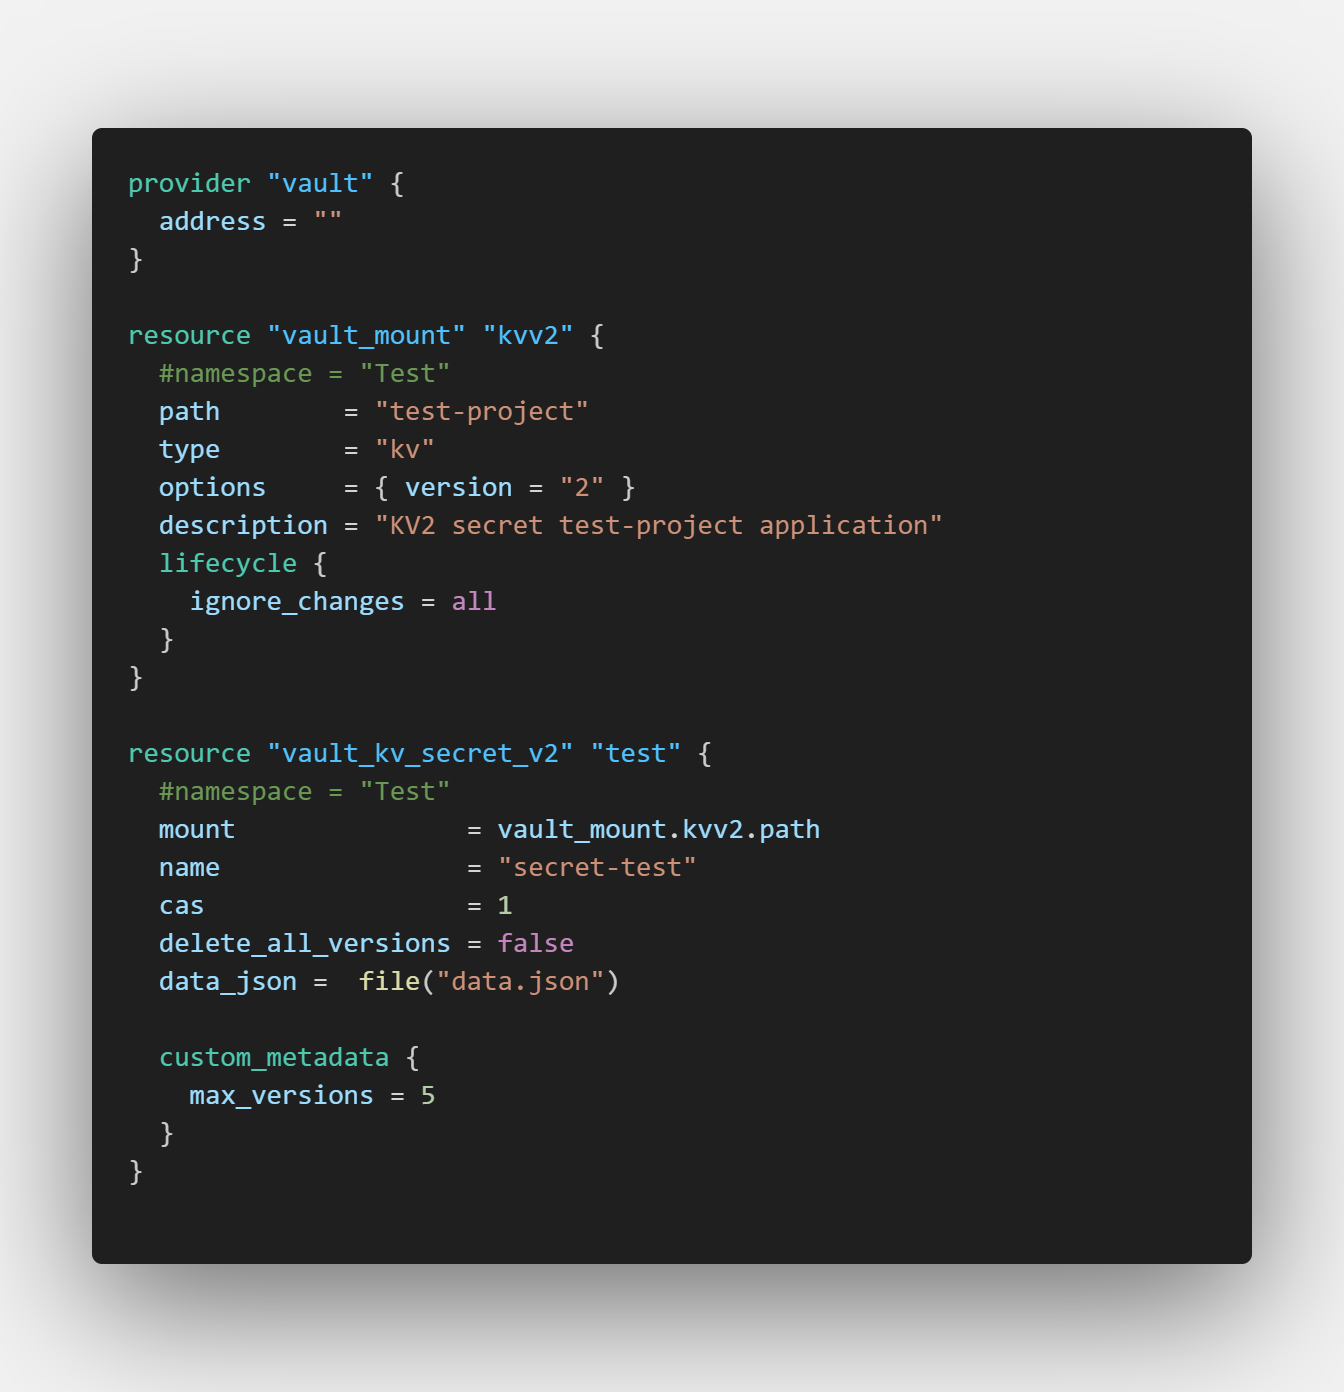 provider "vault" {
  address = ""
}

resource "vault_mount" "kvv2" {
  #namespace = "Test"
  path        = "test-project"
  type        = "kv"
  options     = { version = "2" }
  description = "KV2 secret test-project application"
  lifecycle {
    ignore_changes = all
  }
}

resource "vault_kv_secret_v2" "test" {
  #namespace = "Test"
  mount               = vault_mount.kvv2.path
  name                = "secret-test"
  cas                 = 1
  delete_all_versions = false
  data_json =  file("data.json")

  custom_metadata {
    max_versions = 5
  }
}